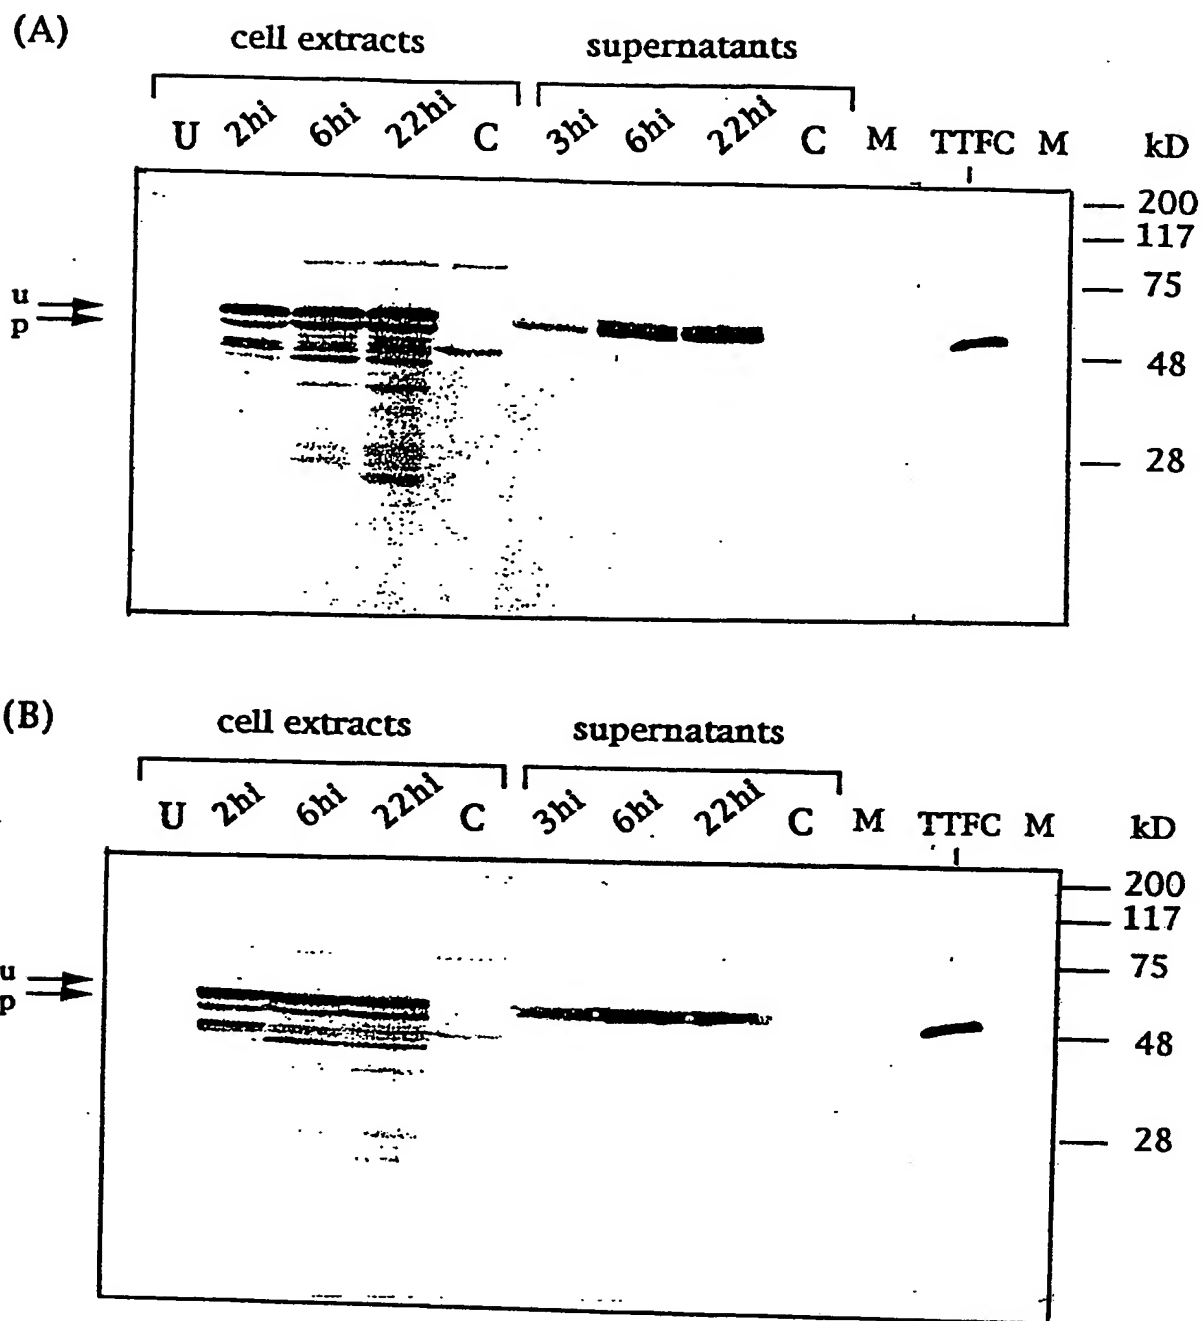 (A)
cell extracts supernatants
U 2hi 6hi 22hi C 3hi 6hi 22hi C M TTFC M kD
200
117
75
u
p
48
28
(B)
cell extracts supernatants
U 2hi 6hi 22hi C 3hi 6hi 22hi C M TTFC M kD
200
117
75
u
p
48
28